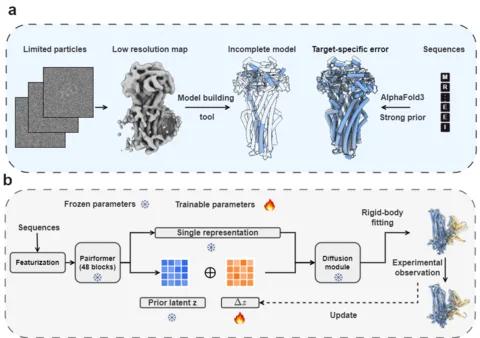 a
Limited particles
Low resolution map
Incomplete model
Target-specific error
Sequences
Model building
tool
AlphaFold3
Strong prior
M
R
E
E
I
b
Frozen parameters
Trainable parameters
Rigid-body
fitting
Sequences
Single representation
Featurization
Pairformer
(48 blocks)
Diffusion
module
Experimental
observation
Prior latent z
Δz
Update